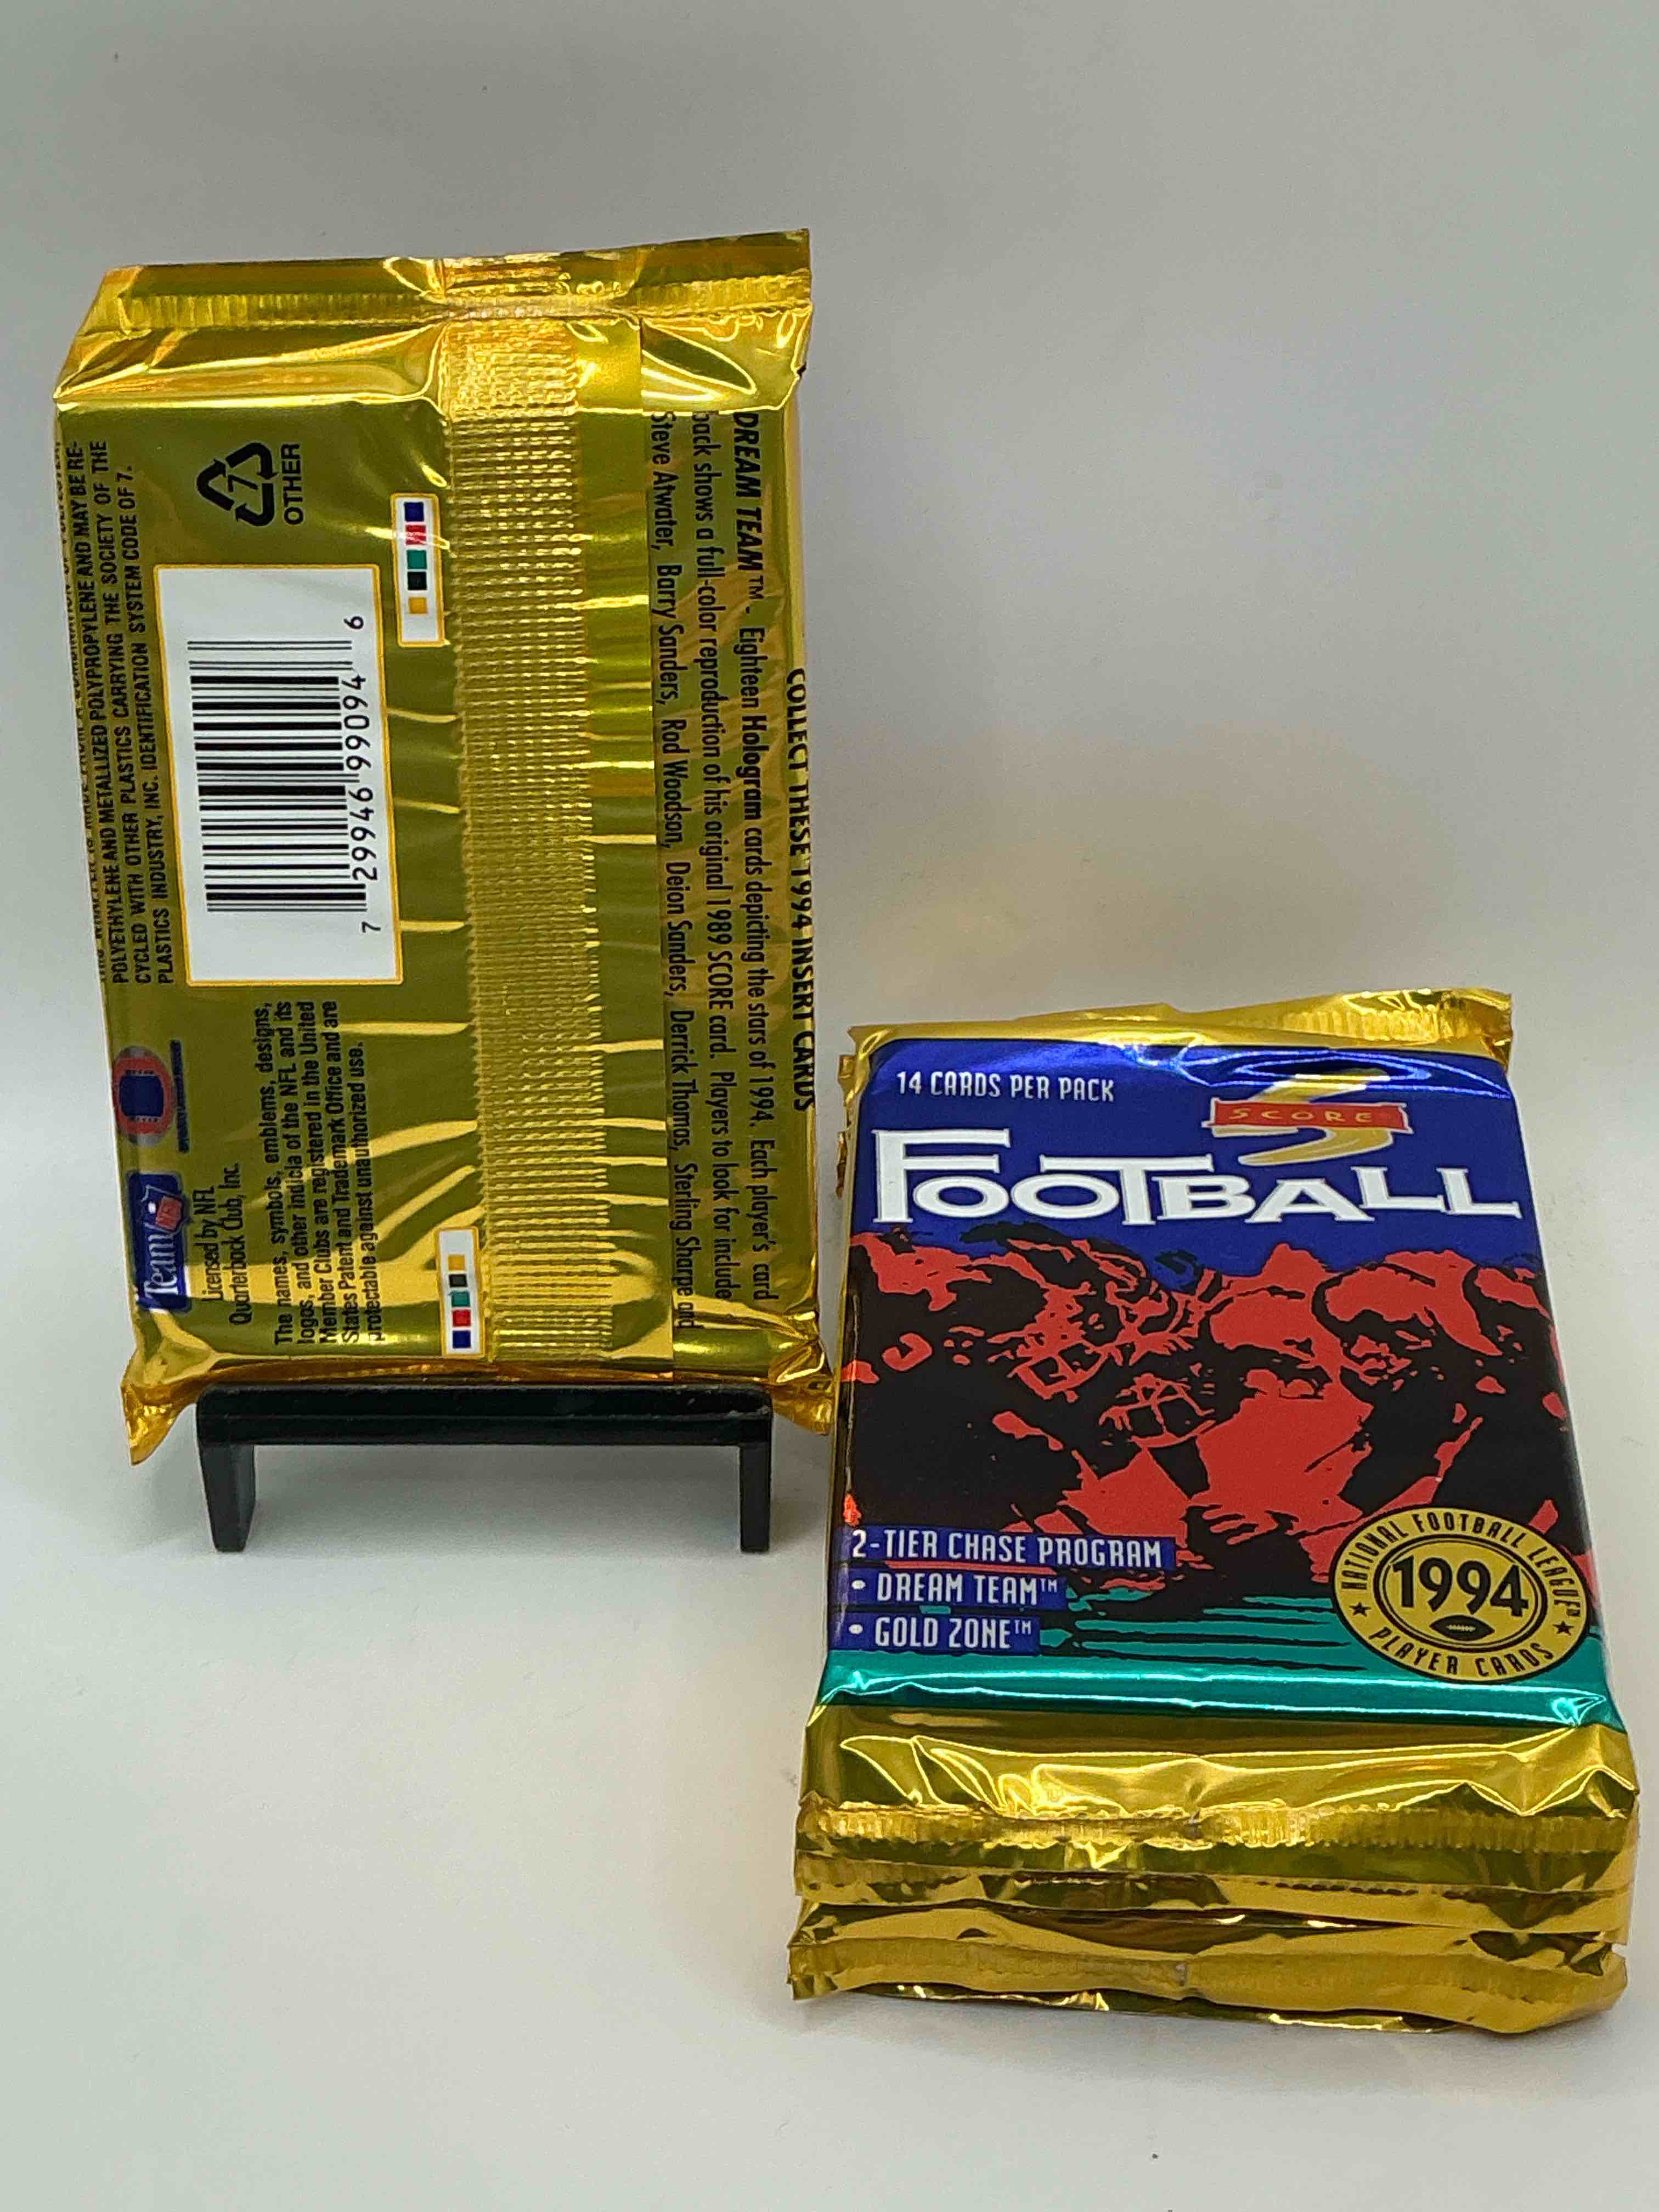 COLLECT THESE 1994 INSERT CARDS
DREAM TEAM™ - Eighteen Hologram cards depicting the stars of 1994. Each player's card
back shows a full-color reproduction of his original 1989 SCORE card. Players to look for include
Steve Atwater, Barry Sanders, Rod Woodson, Deion Sanders, Derrick Thomas, Sterling Sharpe and
POLYETHYLENE AND METALLIZED POLYPROPYLENE AND MAY BE RE-
CYCLED WITH OTHER PLASTICS CARRYING THE SOCIETY OF THE
PLASTICS INDUSTRY, INC. IDENTIFICATION SYSTEM CODE OF 7.
7
OTHER
7 29946 99094 6
Team NFL
Licensed by NFL
Quarterback Club, Inc.
The names, symbols, emblems, designs,
logos, and other indicia of the NFL and its
Member Clubs are registered in the United
States Patent and Trademark Office and are
protectable against unauthorized use.
14 CARDS PER PACK
SCORE
FOOTBALL
2-TIER CHASE PROGRAM
• DREAM TEAM™
• GOLD ZONE™
NATIONAL FOOTBALL LEAGUE
1994
PLAYER CARDS